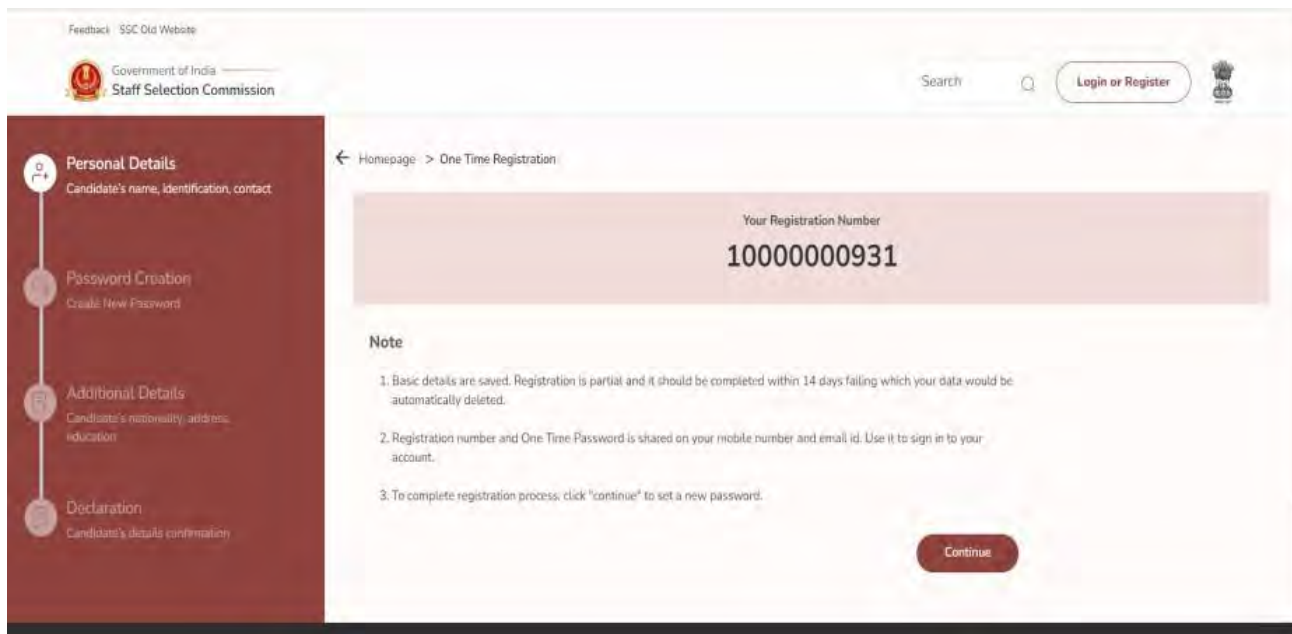 Feedback SSC Old Website
Government of India
Staff Selection Commission
Search
Login or Register
Personal Details
Candidate's name, identification, contact
Password Creation
Create New Password
Additional Details
Candidate's nationality, address,
education
Declaration
Candidate's details confirmation
Homepage > One Time Registration
Your Registration Number
10000000931
Note
1. Basic details are saved. Registration is partial and it should be completed within 14 days failing which your data would be
automatically deleted.
2. Registration number and One Time Password is shared on your mobile number and email id. Use it to sign in to your
account.
3. To complete registration process, click "continue" to set a new password.
Continue